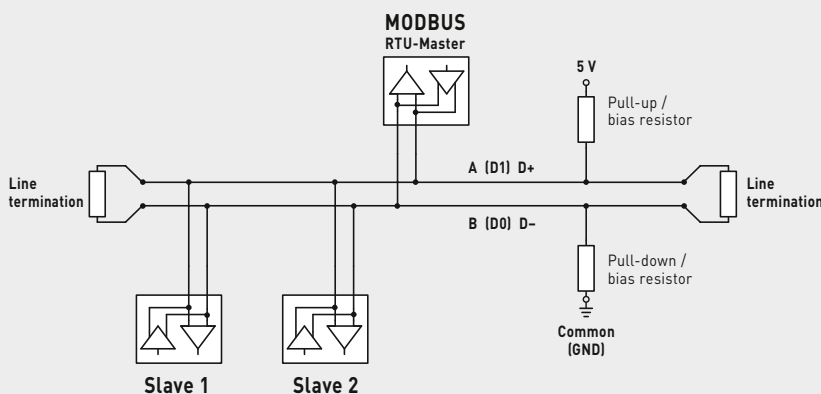 MODBUS
RTU-Master
5 V
Pull-up /
bias resistor
A (D1) D+
Line
termination
Line
termination
B (D0) D–
Pull-down /
bias resistor
Common
(GND)
Slave 1
Slave 2